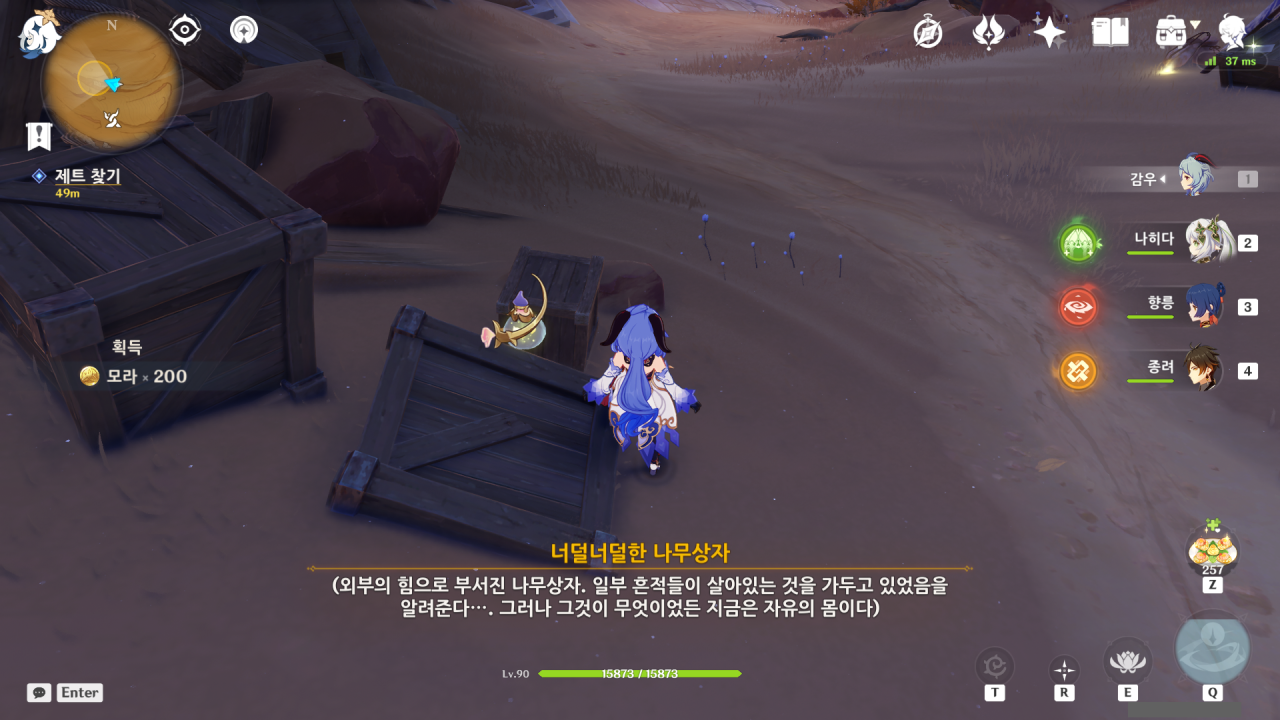 N
37 ms
제트 찾기
49m
감우
1
나히다
2
향릉
3
종려
4
획득
모라 × 200
너덜너덜한 나무상자
(외부의 힘으로 부서진 나무상자. 일부 흔적들이 살아있는 것을 가두고 있었음을
알려준다…. 그러나 그것이 무엇이었든 지금은 자유의 몸이다)
257
Z
Lv.90
15873 / 15873
T
R
E
Q
Enter